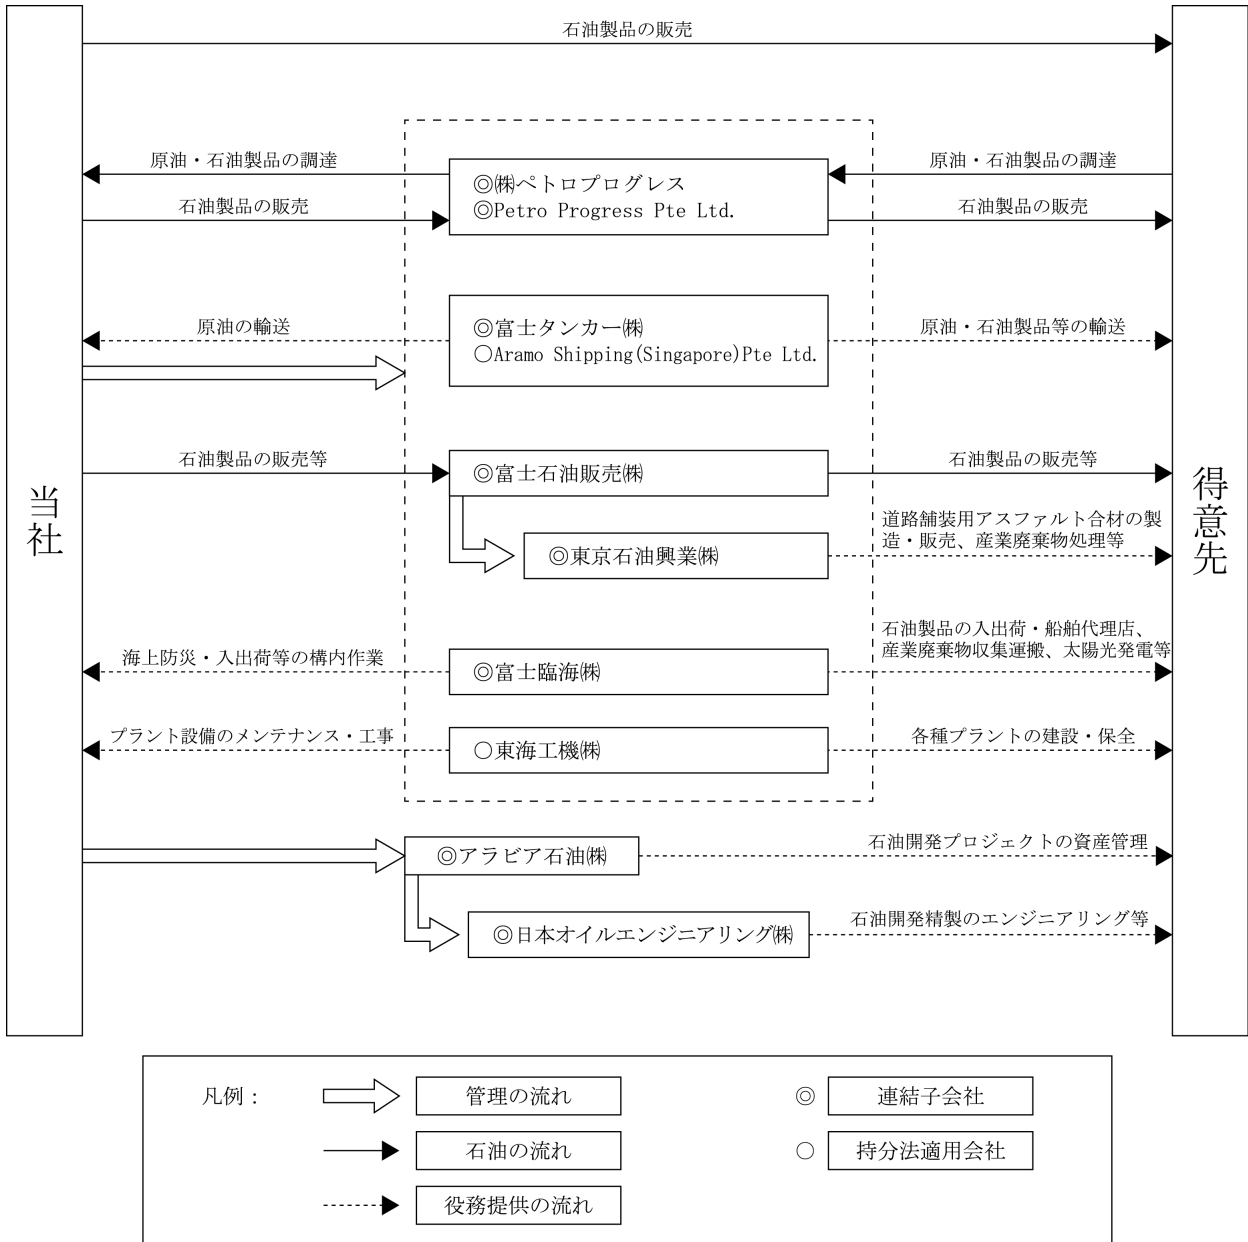 石油製品の販売
原油・石油製品の調達
石油製品の販売
◎㈱ペトロプログレス
◎Petro Progress Pte Ltd.
原油・石油製品の調達
石油製品の販売
原油の輸送
◎富士タンカー㈱
○Aramo Shipping(Singapore)Pte Ltd.
原油・石油製品等の輸送
石油製品の販売等
◎富士石油販売㈱
石油製品の販売等
当社
得意先
◎東京石油興業㈱
道路舗装用アスファルト合材の製
造・販売、産業廃棄物処理等
海上防災・入出荷等の構内作業
◎富士臨海㈱
石油製品の入出荷・船舶代理店、
産業廃棄物収集運搬、太陽光発電等
プラント設備のメンテナンス・工事
○東海工機㈱
各種プラントの建設・保全
◎アラビア石油㈱
石油開発プロジェクトの資産管理
◎日本オイルエンジニアリング㈱
石油開発精製のエンジニアリング等
凡例：
管理の流れ
◎ 連結子会社
石油の流れ
○ 持分法適用会社
役務提供の流れ